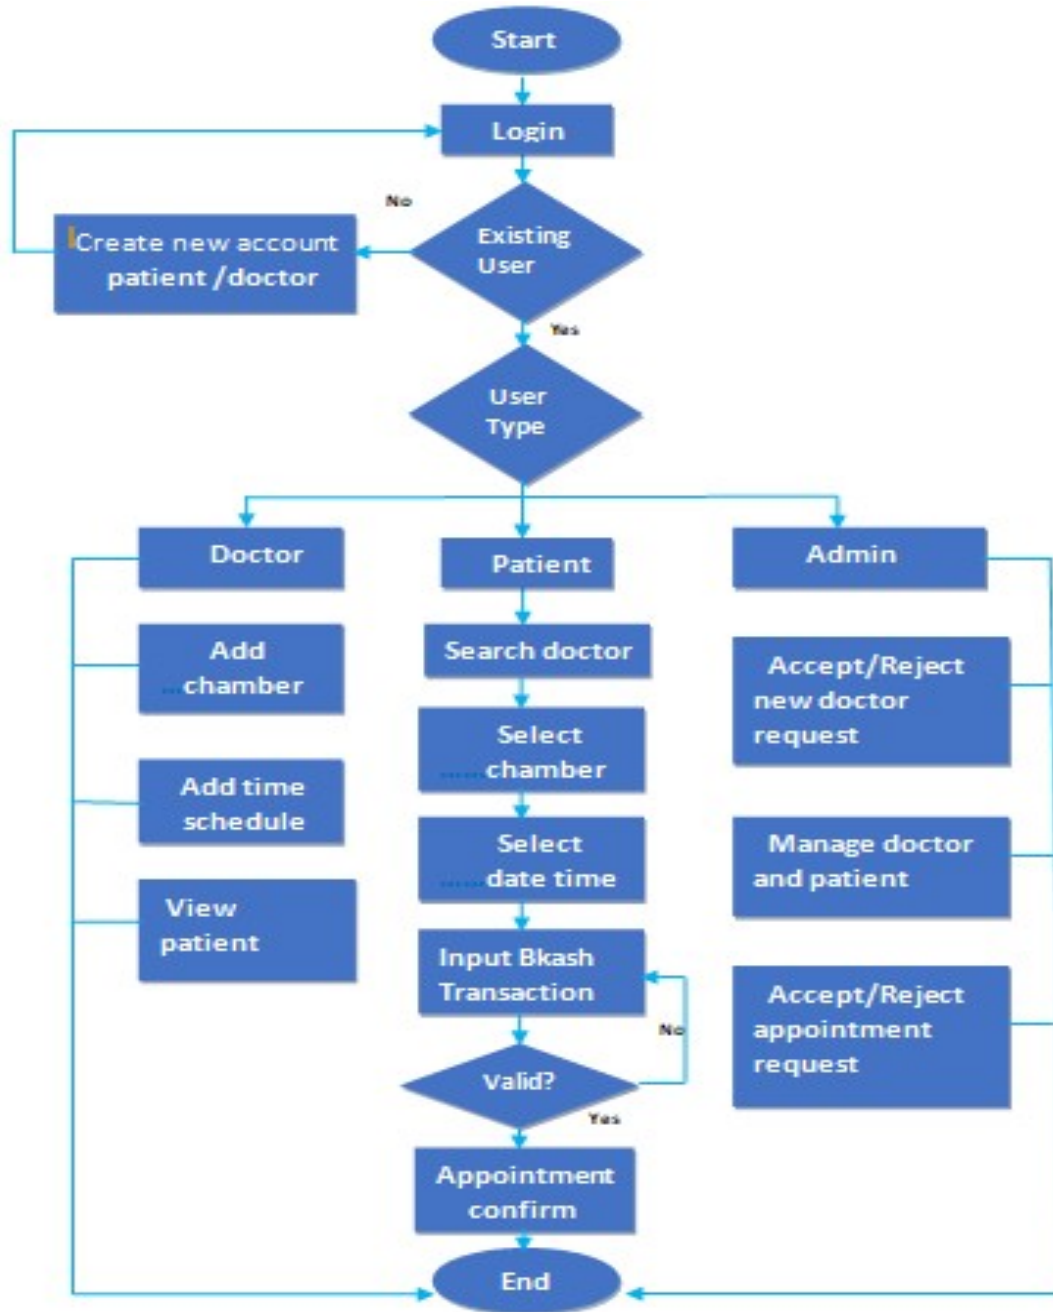 Start
Login
No
Existing
User
Create new account
patient /doctor
Yes
User
Type
Doctor
Patient
Admin
Add
...chamber
Search doctor
Accept/Reject
new doctor
request
Select
......chamber
Add time
schedule
Select
......date time
Manage doctor
and patient
View
patient
Input Bkash
Transaction
No
Accept/Reject
appointment
request
Valid?
Yes
Appointment
confirm
End